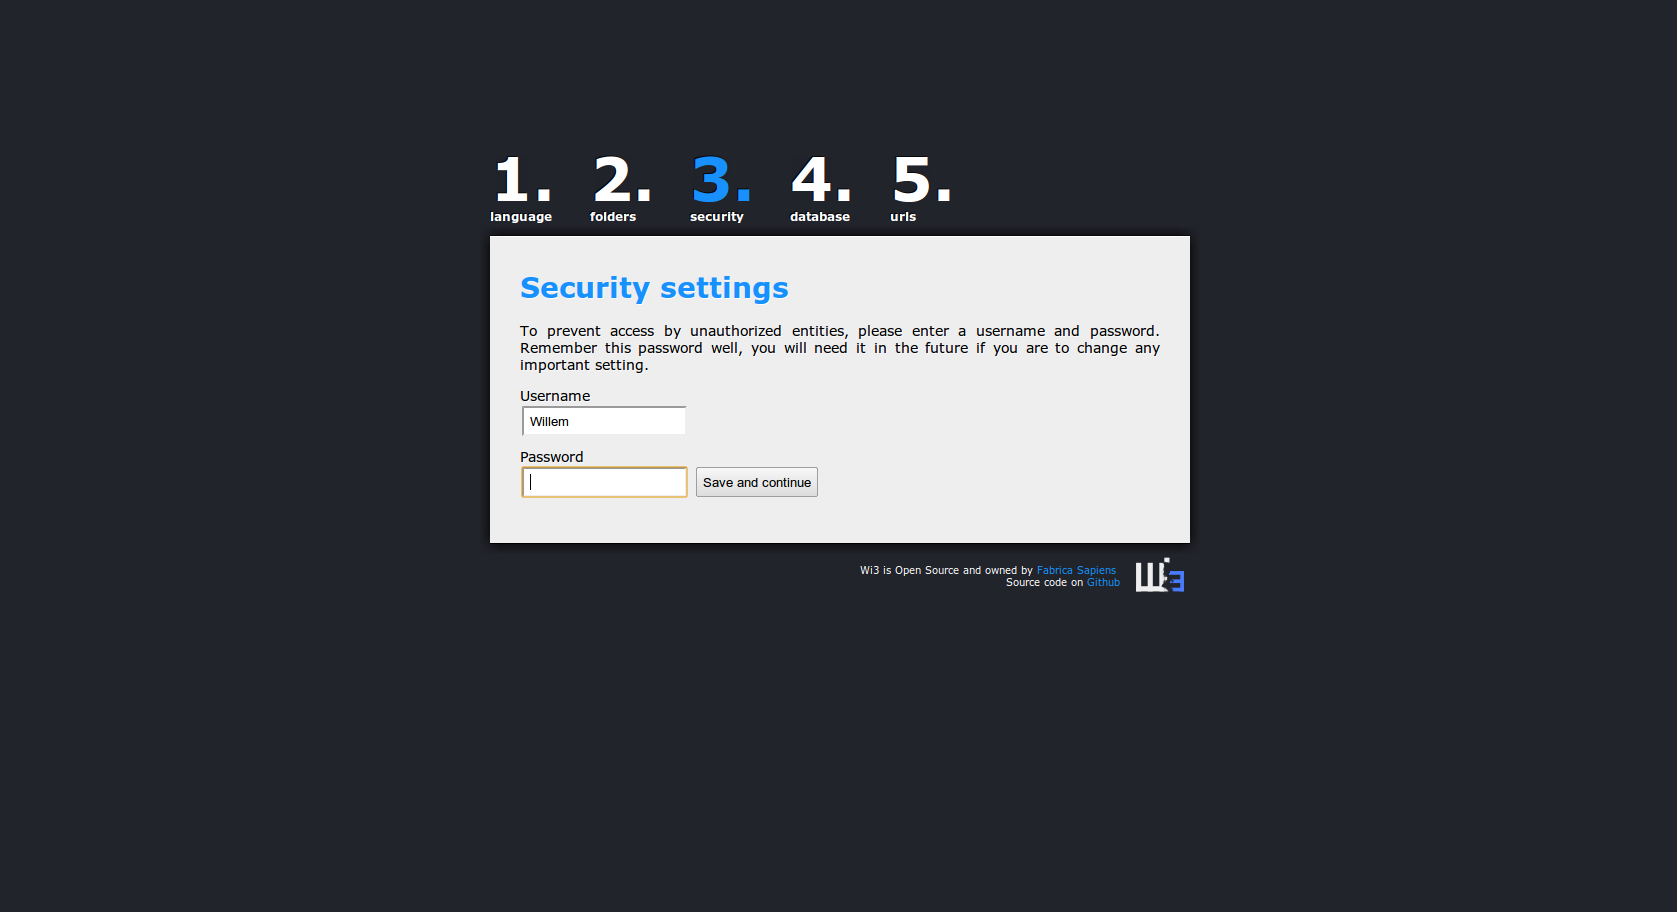 1. 2. 3. 4. 5.
language folders security database urls
Security settings
To prevent access by unauthorized entities, please enter a username and password.
Remember this password well, you will need it in the future if you are to change any
important setting.
Username
Willem
Password
Save and continue
Wi3 is Open Source and owned by Fabrica Sapiens
Source code on Github
Wi3